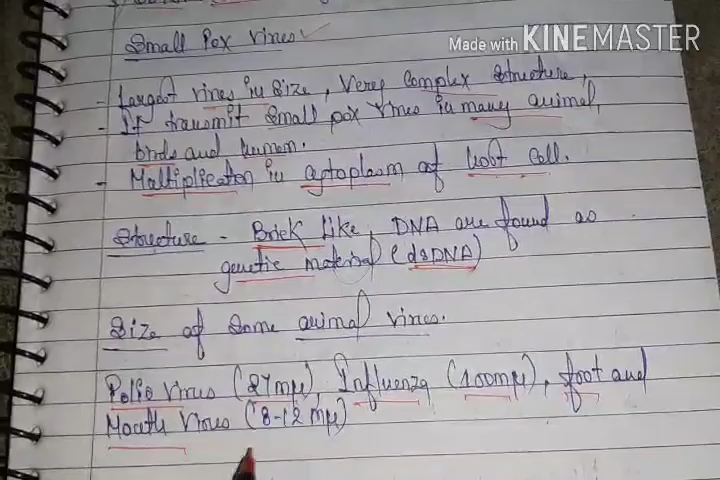 Made with KINEMASTER
Small Pox Virus
- Largest virus in Size, Very Complex Structure,
- It transmit Small pox virus in many animal,
birds and human.
- Multiplication in cytoplasm of host cell.
Structure - Brick Like, DNA are found as
genetic material (dsDNA)
Size of Some animal virus.
Polio virus (27mμ), Influenza (100mμ), foot and
Mouth Virus (8-12 mμ)